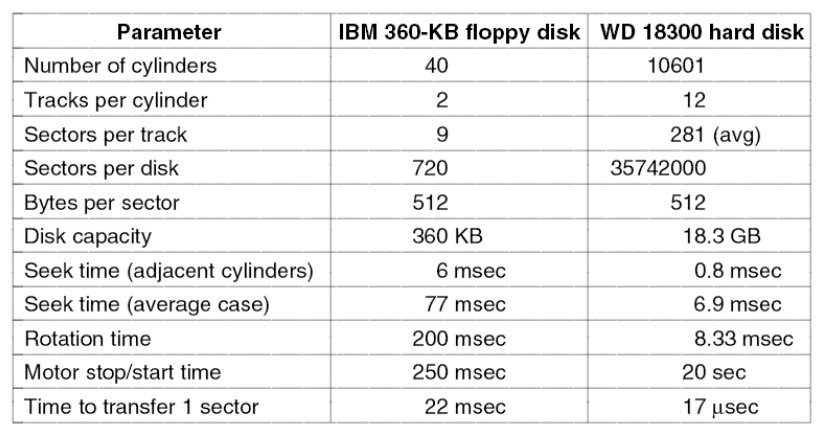 Parameter IBM 360-KB floppy disk WD 18300 hard disk
Number of cylinders 40 10601
Tracks per cylinder 2 12
Sectors per track 9 281 (avg)
Sectors per disk 720 35742000
Bytes per sector 512 512
Disk capacity 360 KB 18.3 GB
Seek time (adjacent cylinders) 6 msec 0.8 msec
Seek time (average case) 77 msec 6.9 msec
Rotation time 200 msec 8.33 msec
Motor stop/start time 250 msec 20 sec
Time to transfer 1 sector 22 msec 17 μsec